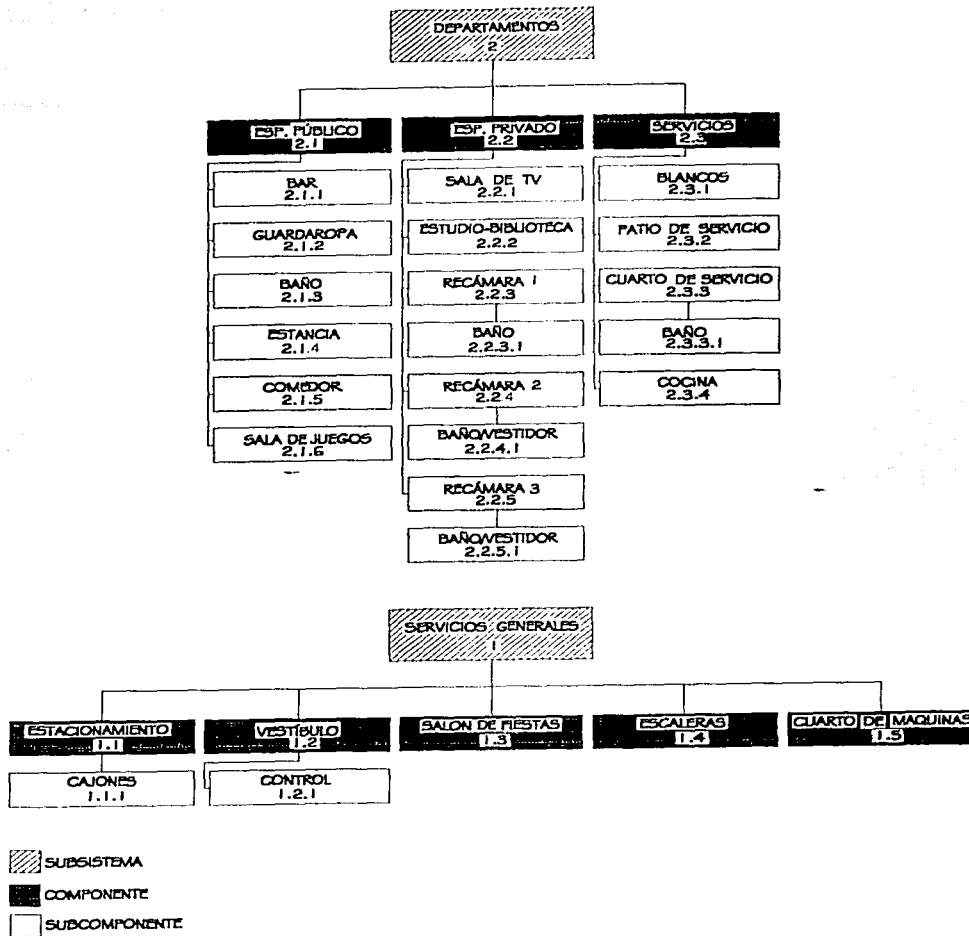 DEPARTAMENTOS
2
ESP. PÚBLICO
2.1
BAR
2.1.1
GUARDAROPA
2.1.2
BAÑO
2.1.3
ESTANCIA
2.1.4
COMEDOR
2.1.5
SALA DE JUEGOS
2.1.6
ESP. PRIVADO
2.2
SALA DE TV
2.2.1
ESTUDIO-BIBLIOTECA
2.2.2
RECÁMARA 1
2.2.3
BAÑO
2.2.3.1
RECÁMARA 2
2.2.4
BAÑO/VESTIDOR
2.2.4.1
RECÁMARA 3
2.2.5
BAÑO/VESTIDOR
2.2.5.1
SERVICIOS
2.3
BLANCOS
2.3.1
PATIO DE SERVICIO
2.3.2
CUARTO DE SERVICIO
2.3.3
BAÑO
2.3.3.1
COCINA
2.3.4
SERVICIOS GENERALES
1
ESTACIONAMIENTO
1.1
CAJONES
1.1.1
VESTÍBULO
1.2
CONTROL
1.2.1
SALON DE FIESTAS
1.3
ESCALERAS
1.4
CUARTO DE MAQUINAS
1.5
SUBSISTEMA
COMPONENTE
SUBCOMPONENTE